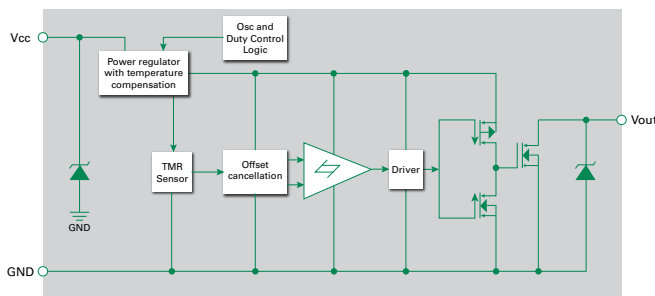 Osc and
Duty Control
Logic
Vcc
Power regulator
with temperature
compensation
Vout
TMR
Sensor
Offset
cancellation
Driver
GND
GND